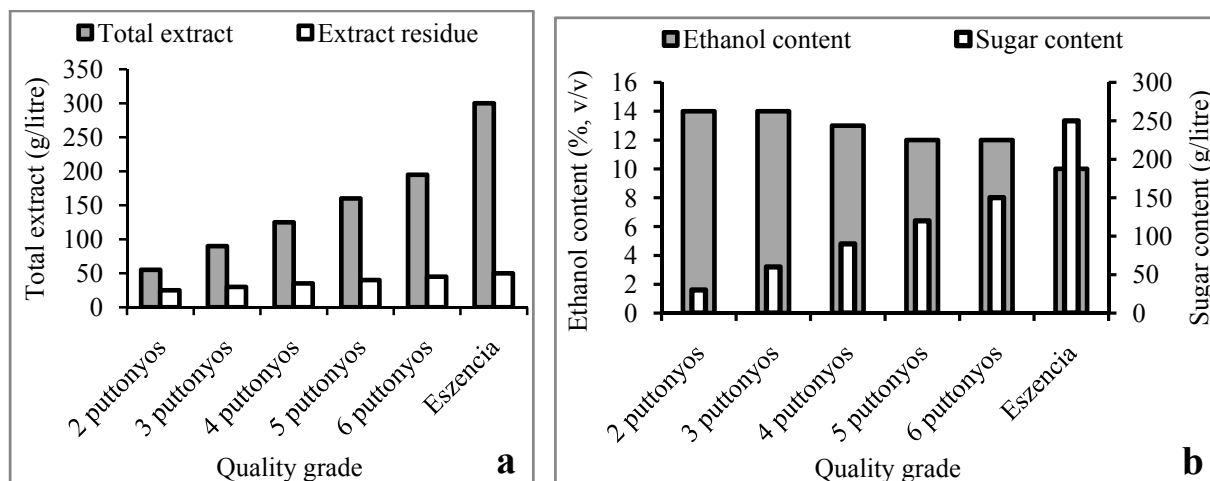 Total extract Extract residue
Total extract (g/litre)
350
300
250
200
150
100
50
0
2 puttonyos
3 puttonyos
4 puttonyos
5 puttonyos
6 puttonyos
Eszencia
Quality grade
a
Ethanol content Sugar content
Ethanol content (%, v/v)
16
14
12
10
8
6
4
2
0
300
250
200
150
100
50
0
Sugar content (g/litre)
2 puttonyos
3 puttonyos
4 puttonyos
5 puttonyos
6 puttonyos
Eszencia
Quality grade
b